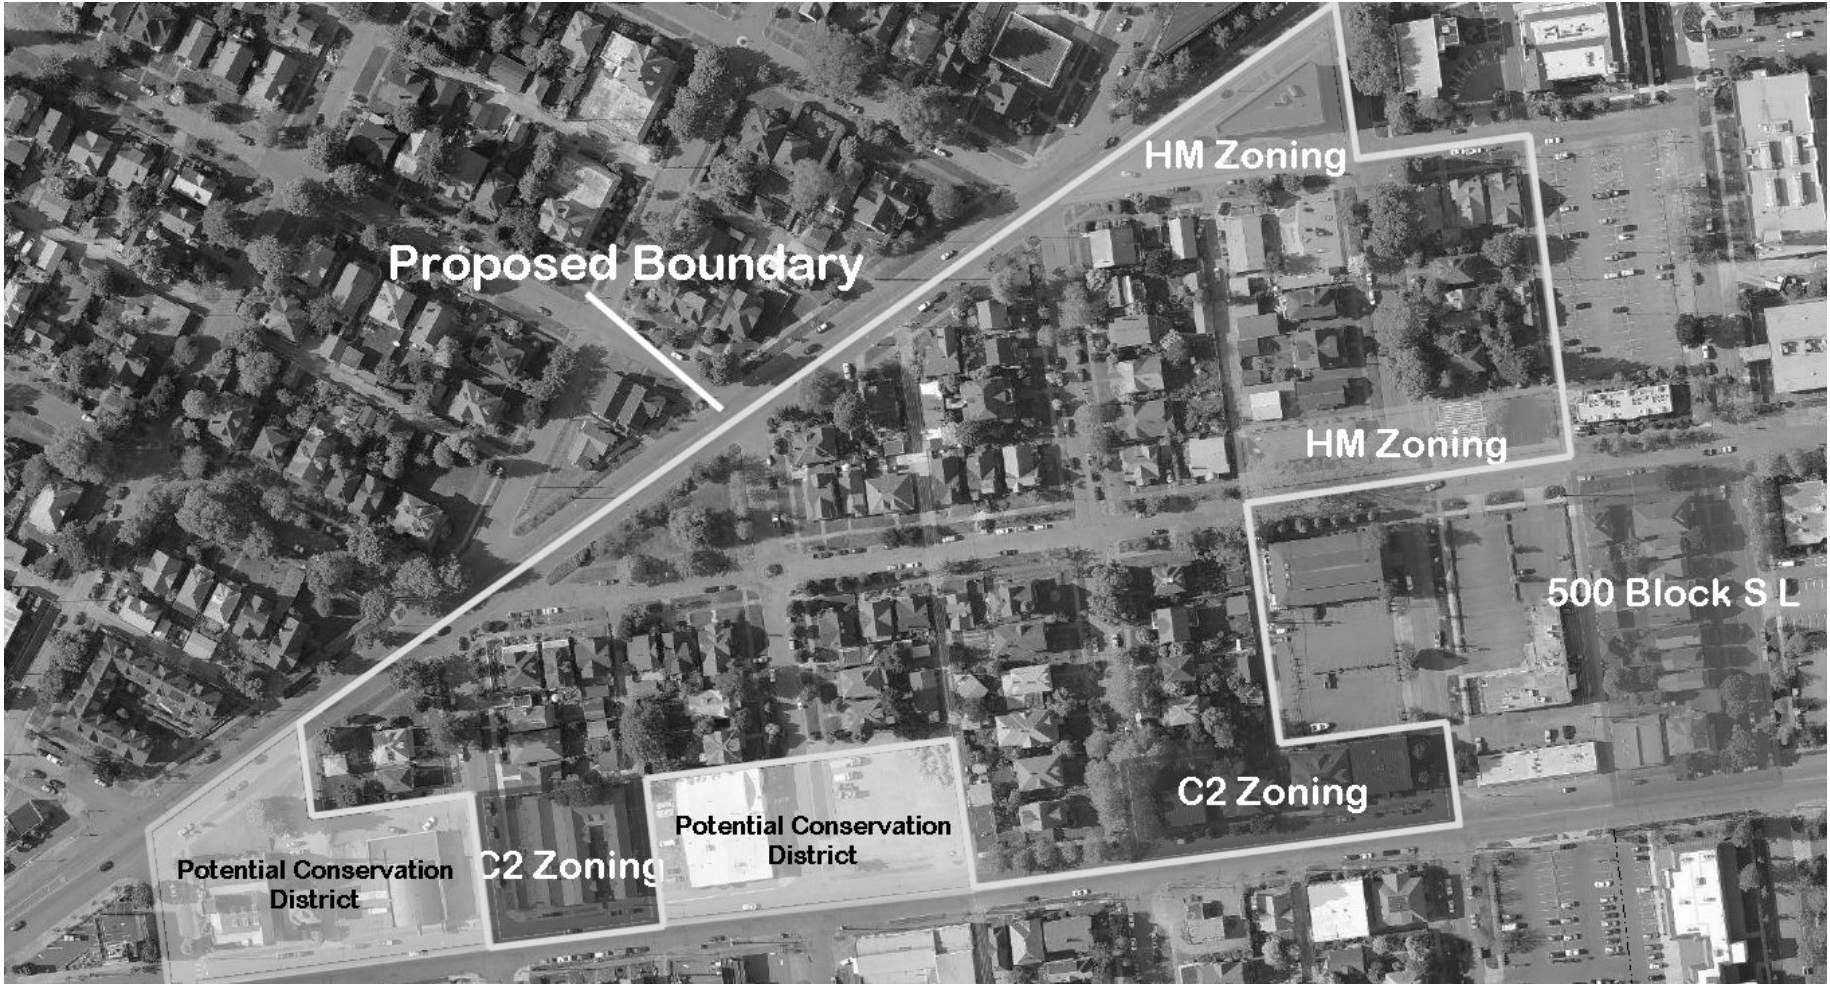 HM Zoning
Proposed Boundary
HM Zoning
500 Block S L
C2 Zoning
Potential Conservation
District
C2 Zoning
Potential Conservation
District